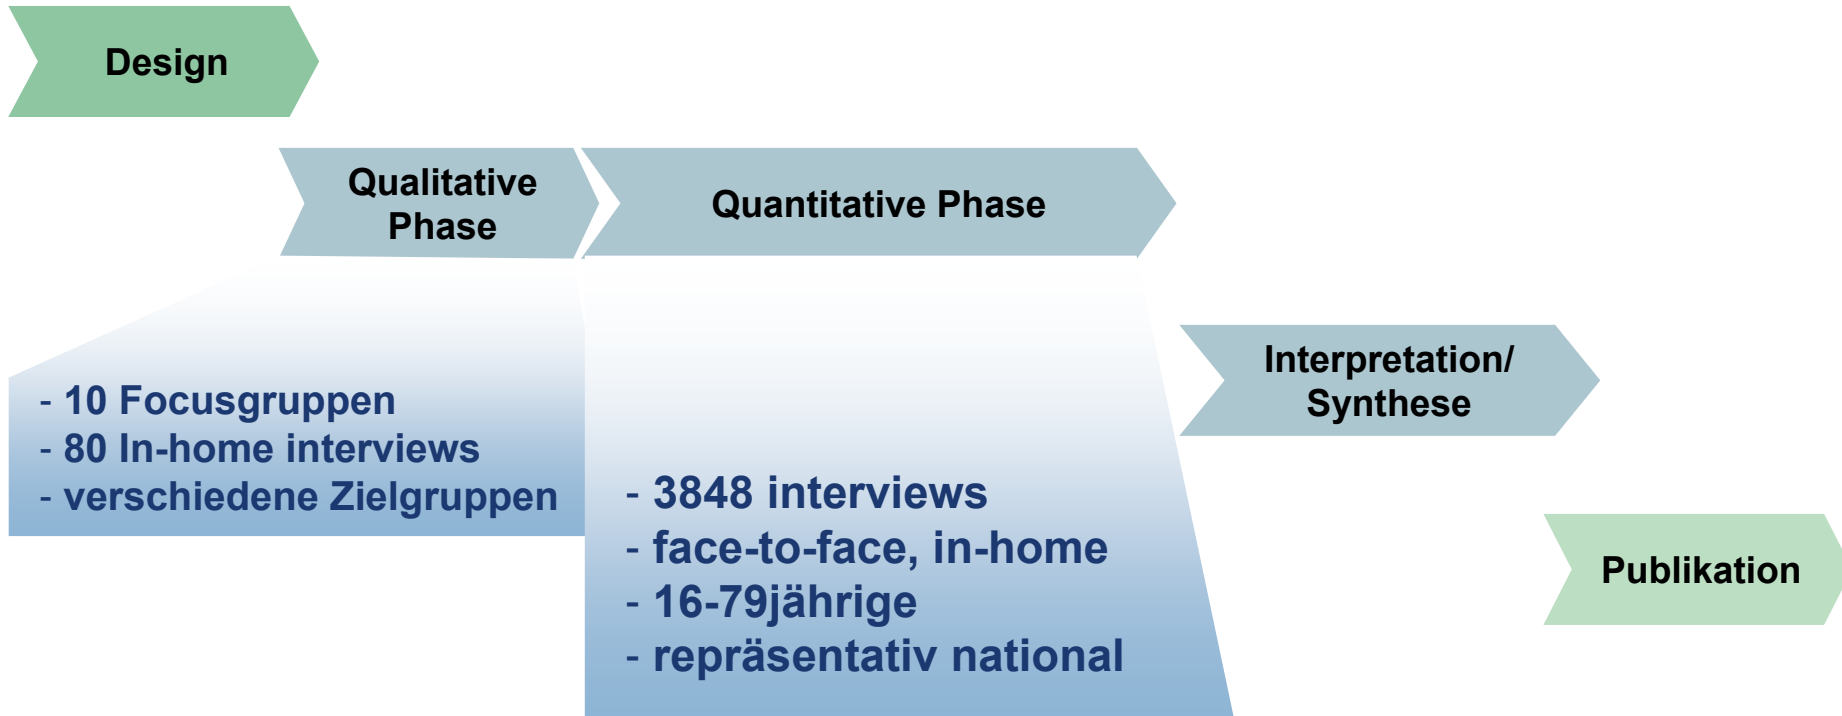 Design
Qualitative
Phase
Quantitative Phase
- 10 Focusgruppen
- 80 In-home interviews
- verschiedene Zielgruppen
- 3848 interviews
- face-to-face, in-home
- 16-79jährige
- repräsentativ national
Interpretation/
Synthese
Publikation